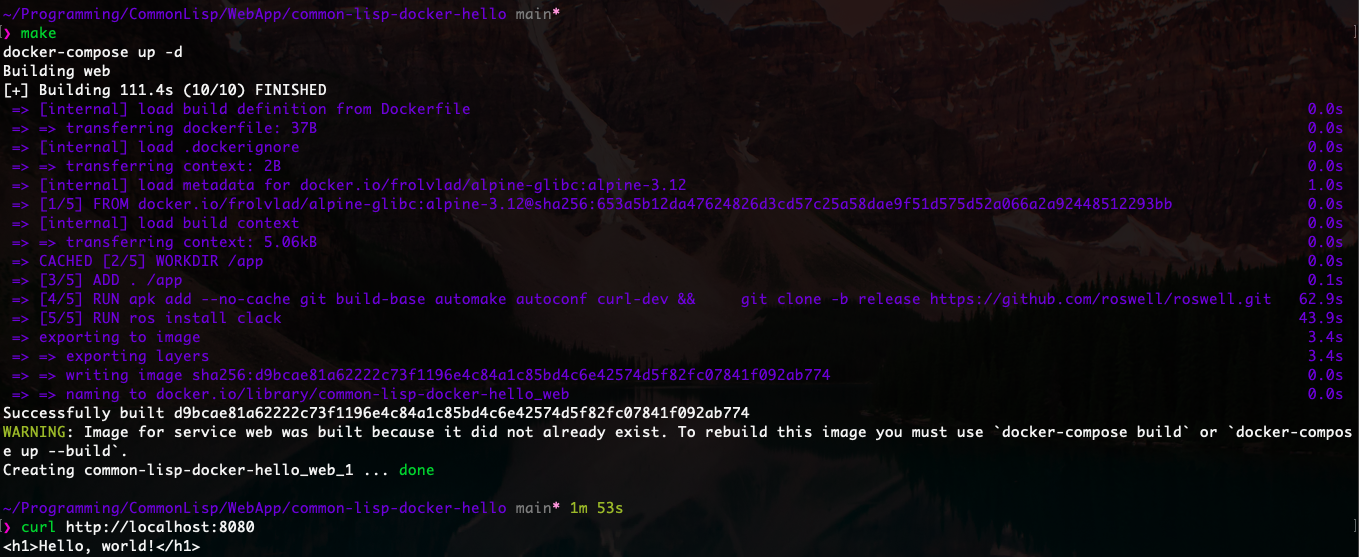 ~/Programming/CommonLisp/WebApp/common-lisp-docker-hello main*
❯ make
docker-compose up -d
Building web
[+] Building 111.4s (10/10) FINISHED
=> [internal] load build definition from Dockerfile 0.0s
=> => transferring dockerfile: 37B 0.0s
=> [internal] load .dockerignore 0.0s
=> => transferring context: 2B 0.0s
=> [internal] load metadata for docker.io/frolvlad/alpine-glibc:alpine-3.12 1.0s
=> [1/5] FROM docker.io/frolvlad/alpine-glibc:alpine-3.12@sha256:653a5b12da47624826d3cd57c25a58dae9f51d575d52a066a2a92448512293bb 0.0s
=> [internal] load build context 0.0s
=> => transferring context: 5.06kB 0.0s
=> CACHED [2/5] WORKDIR /app 0.0s
=> [3/5] ADD . /app 0.1s
=> [4/5] RUN apk add --no-cache git build-base automake autoconf curl-dev &&     git clone -b release https://github.com/roswell/roswell.git 62.9s
=> [5/5] RUN ros install clack 43.9s
=> exporting to image 3.4s
=> => exporting layers 3.4s
=> => writing image sha256:d9bcae81a62222c73f1196e4c84a1c85bd4c6e42574d5f82fc07841f092ab774 0.0s
=> => naming to docker.io/library/common-lisp-docker-hello_web 0.0s
Successfully built d9bcae81a62222c73f1196e4c84a1c85bd4c6e42574d5f82fc07841f092ab774
WARNING: Image for service web was built because it did not already exist. To rebuild this image you must use `docker-compose build` or `docker-compos
e up --build`.
Creating common-lisp-docker-hello_web_1 ... done
~/Programming/CommonLisp/WebApp/common-lisp-docker-hello main* 1m 53s
❯ curl http://localhost:8080
<h1>Hello, world!</h1>